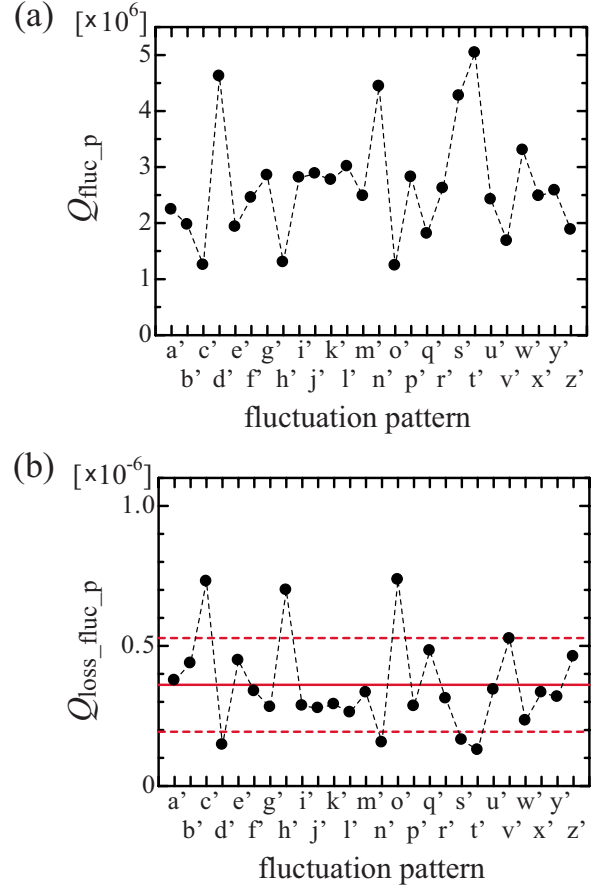 (a)
[×10⁶]
6
5
4
3
2
1
0
Q_fluc_p
a’ c’ e’ g’ i’ k’ m’ o’ q’ s’ u’ w’ y’
b’ d’ f’ h’ j’ l’ n’ p’ r’ t’ v’ x’ z’
fluctuation pattern
(b)
[×10⁻⁶]
1.0
0.5
0
Q_loss_fluc_p
a’ c’ e’ g’ i’ k’ m’ o’ q’ s’ u’ w’ y’
b’ d’ f’ h’ j’ l’ n’ p’ r’ t’ v’ x’ z’
fluctuation pattern